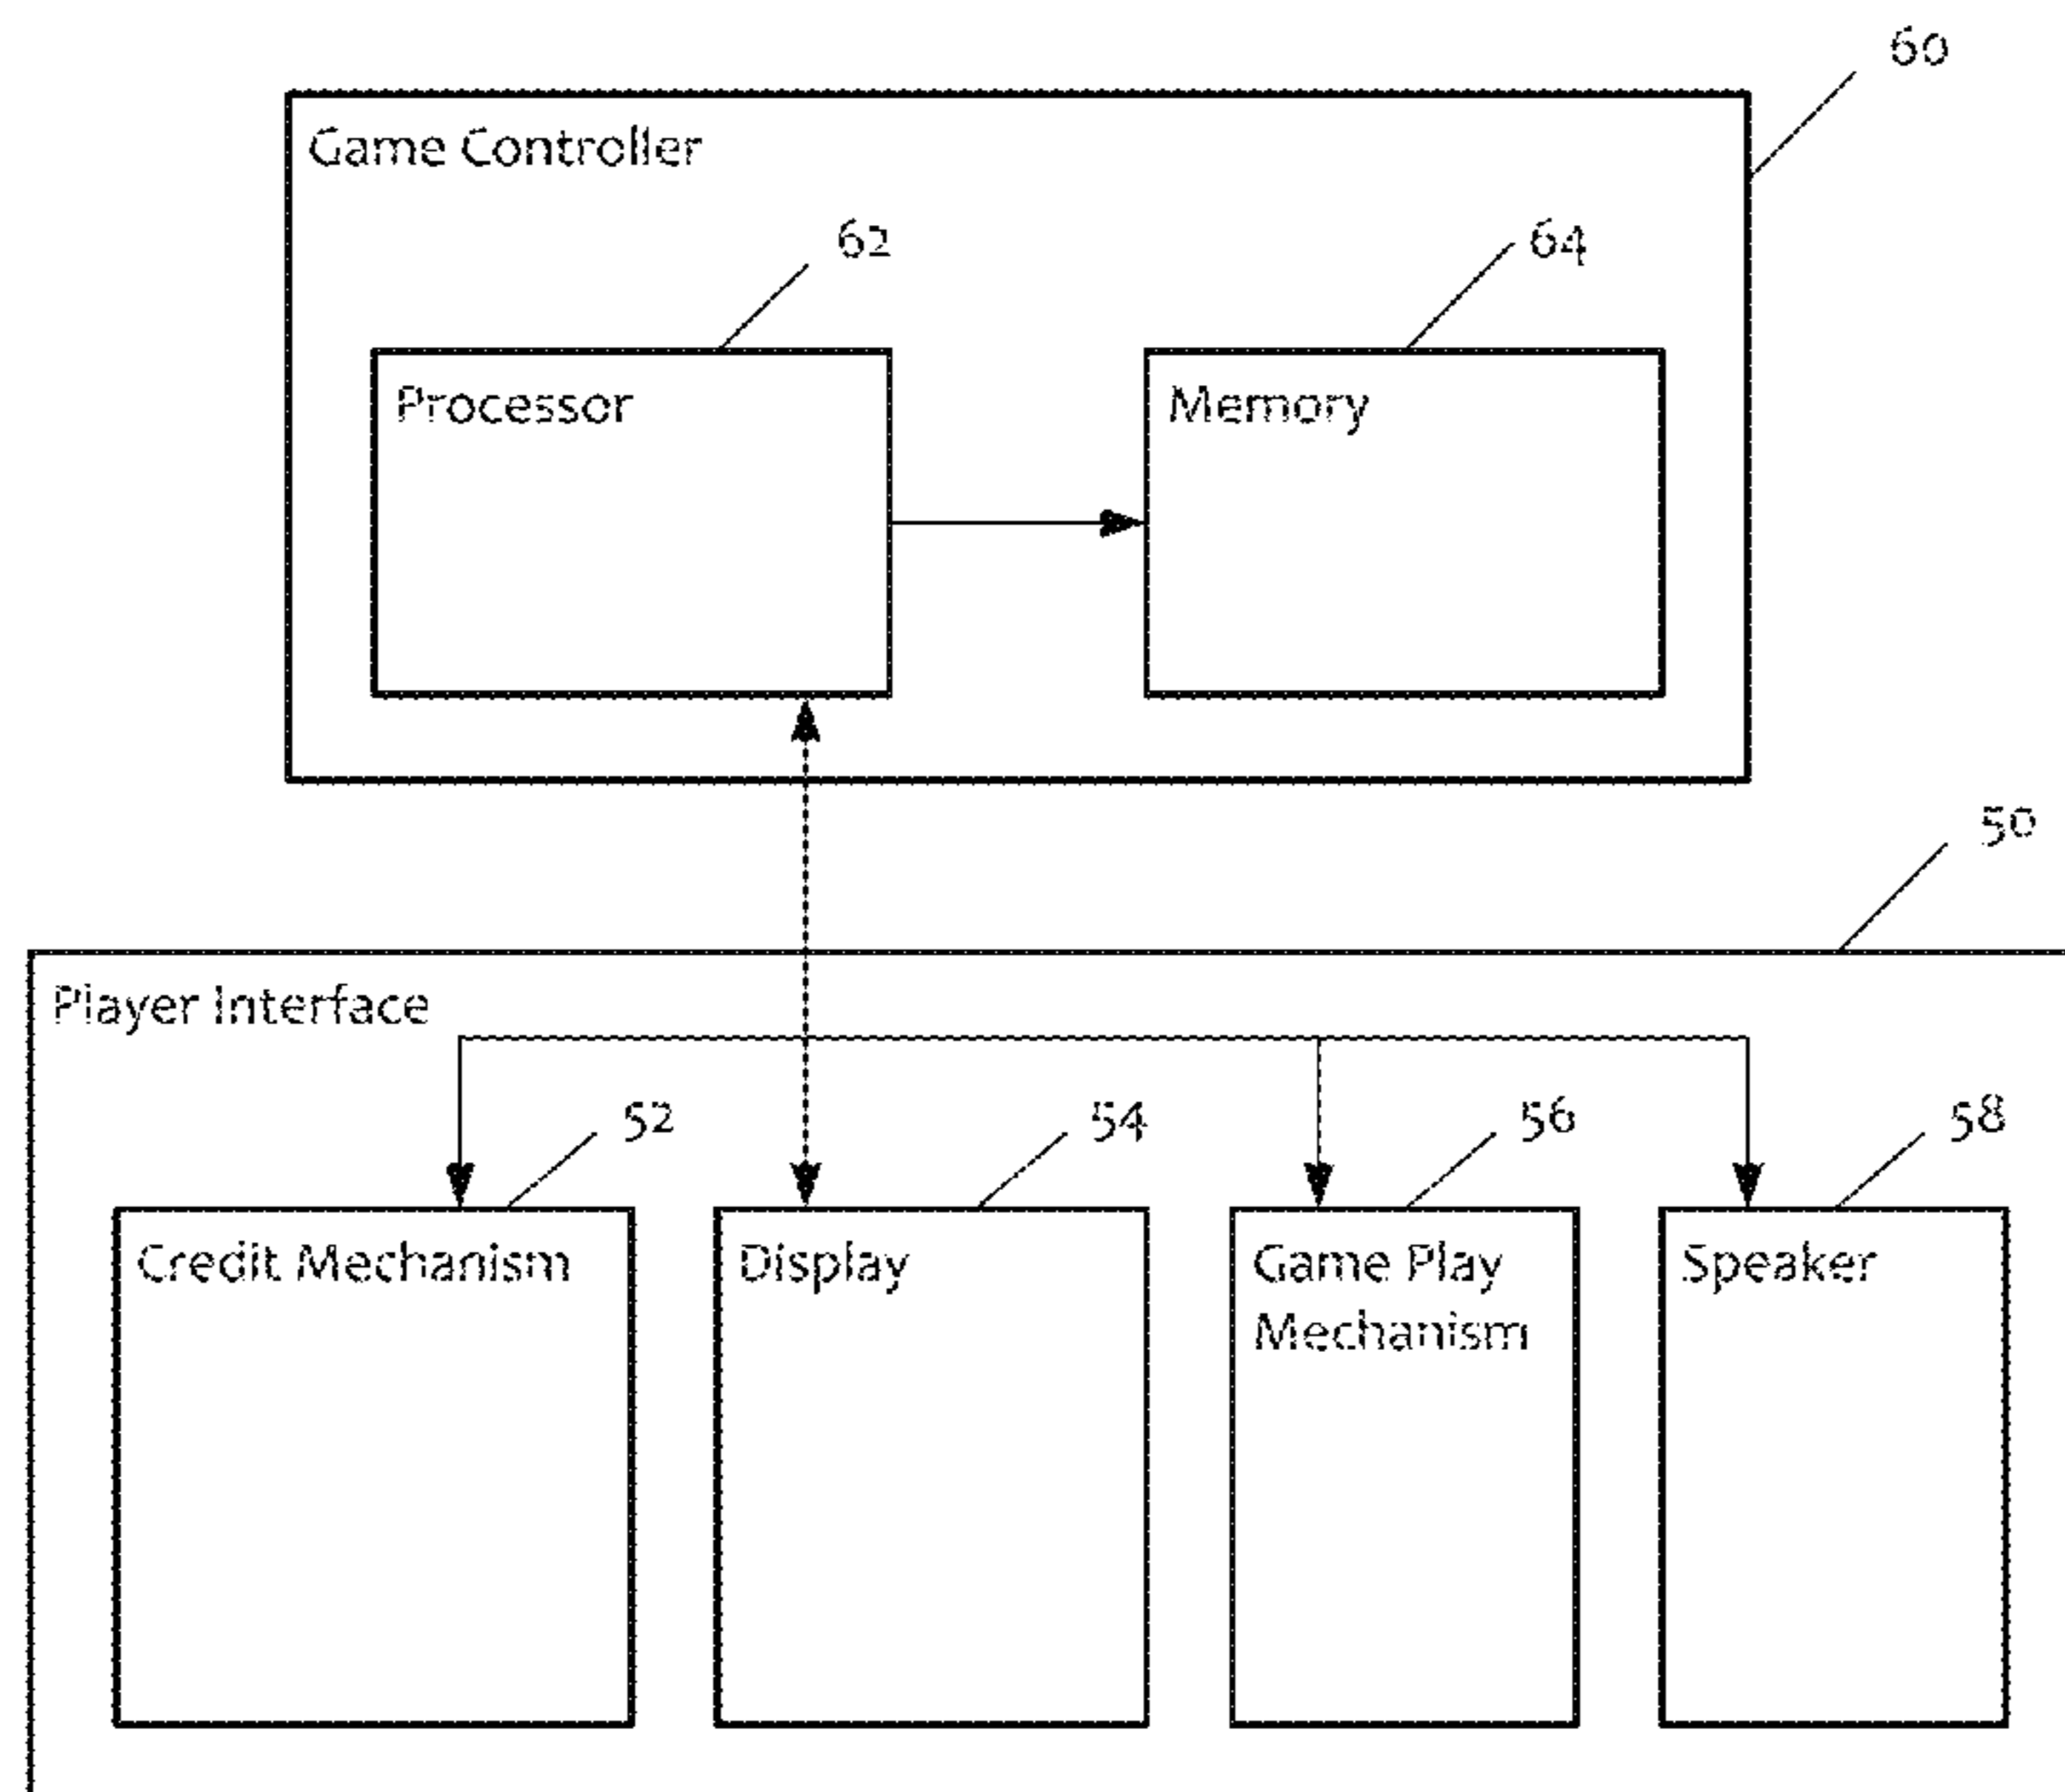 60
Game Controller
62
64
Processor
Memory
50
Player Interface
52
54
56
58
Credit Mechanism
Display
Game Play
Mechanism
Speaker